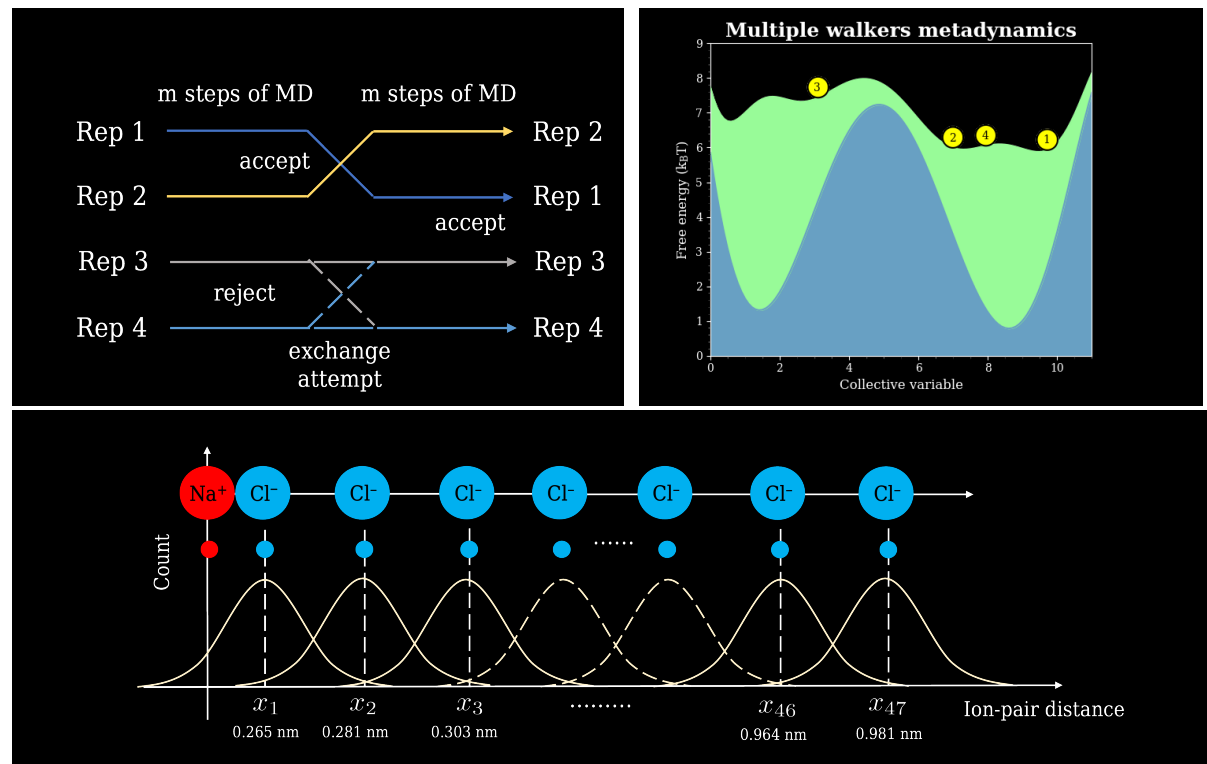 m steps of MD m steps of MD
Rep 1 Rep 2
accept
Rep 2 Rep 1
accept
Rep 3 Rep 3
reject
Rep 4 Rep 4
exchange
attempt
Multiple walkers metadynamics
Free energy (k_BT)
9
8
7
6
5
4
3
2
1
0
3
2 4 1
0 2 4 6 8 10
Collective variable
Na⁺ Cl⁻ Cl⁻ Cl⁻ Cl⁻ Cl⁻ Cl⁻ Cl⁻
......
Count
x₁ x₂ x₃ ......... x₄₆ x₄₇ Ion-pair distance
0.265 nm 0.281 nm 0.303 nm 0.964 nm 0.981 nm